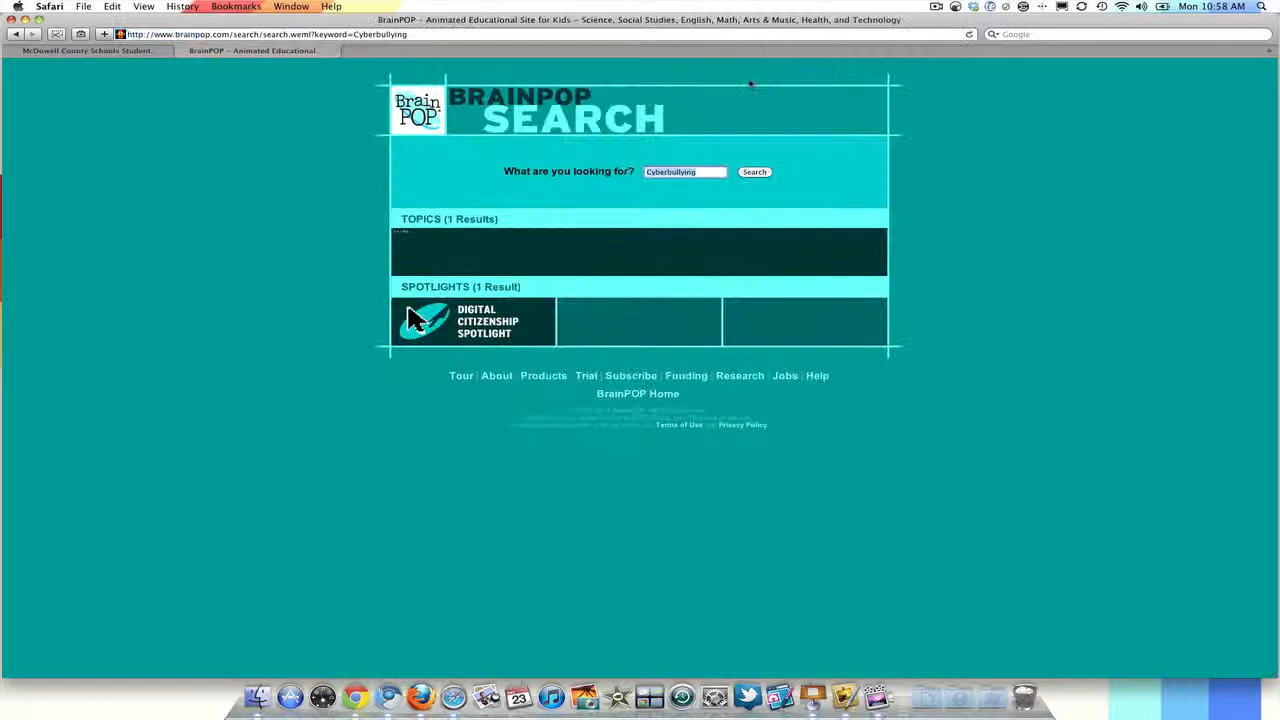 Safari File Edit View History Bookmarks Window Help Mon 10:58 AM
BrainPOP – Animated Educational Site for Kids – Science, Social Studies, English, Math, Arts & Music, Health, and Technology
http://www.brainpop.com/search/search.weml?keyword=Cyberbullying Google
McDowell County Schools Student... BrainPOP – Animated Educational...
Brain POP
BRAINPOP
SEARCH
What are you looking for? Cyberbullying Search
TOPICS (1 Results)
SPOTLIGHTS (1 Result)
DIGITAL
CITIZENSHIP
SPOTLIGHT
Tour | About Products Trial | Subscribe | Funding | Research | Jobs | Help
BrainPOP Home
Terms of Use Privacy Policy
23